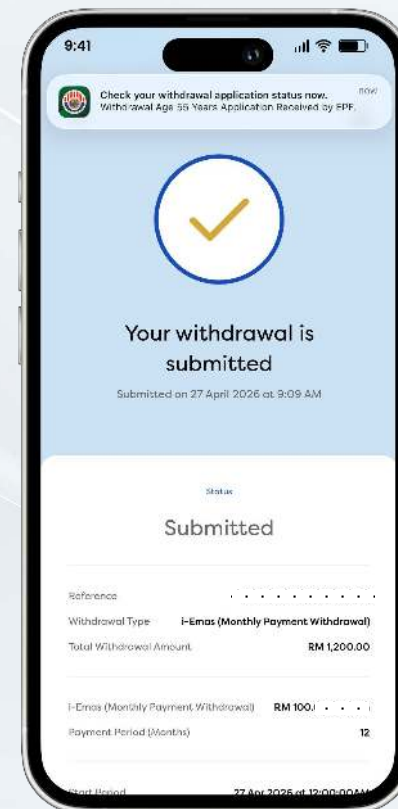 9:41
Check your withdrawal application status now. now
Withdrawal Age 55 Years Application Received by EPF.
Your withdrawal is
submitted
Submitted on 27 April 2026 at 9:09 AM
Status
Submitted
Reference
Withdrawal Type i-Emas (Monthly Payment Withdrawal)
Total Withdrawal Amount RM 1,200.00
i-Emas (Monthly Payment Withdrawal) RM 100.
Payment Period (Months) 12
Start Period 27 Apr 2026 at 12:00:00AM